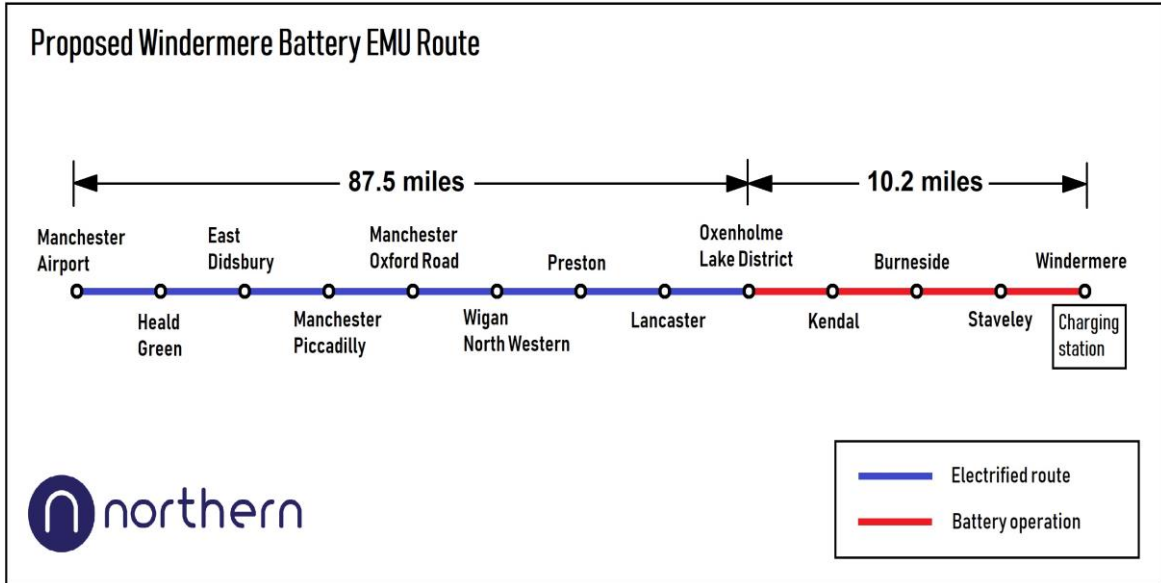 Proposed Windermere Battery EMU Route
87.5 miles
10.2 miles
Manchester
Airport
Heald
Green
East
Didsbury
Manchester
Piccadilly
Manchester
Oxford Road
Wigan
North Western
Preston
Lancaster
Oxenholme
Lake District
Kendal
Burneside
Staveley
Windermere
Charging
station
n northern
Electrified route
Battery operation